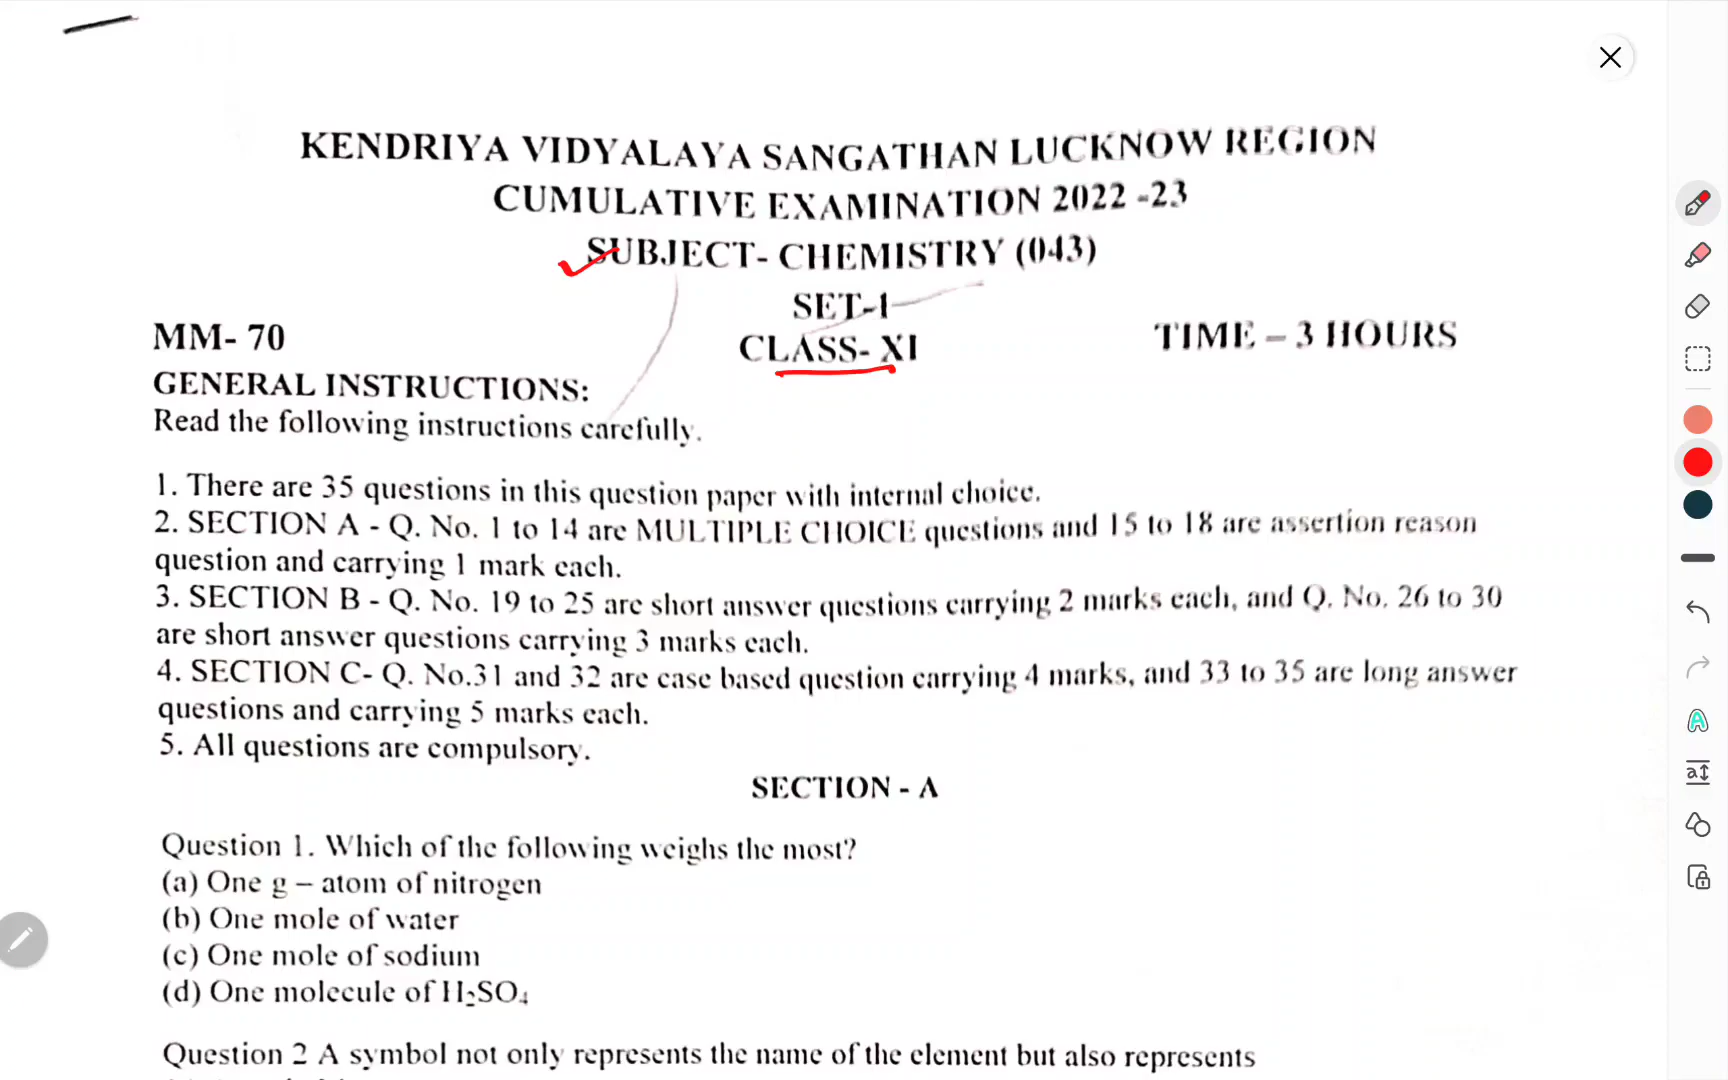 KENDRIYA VIDYALAYA SANGATHAN LUCKNOW REGION
CUMULATIVE EXAMINATION 2022 -23
SUBJECT- CHEMISTRY (043)
SET-1
MM- 70
CLASS- XI
TIME – 3 HOURS
GENERAL INSTRUCTIONS:
Read the following instructions carefully.
1. There are 35 questions in this question paper with internal choice.
2. SECTION A - Q. No. 1 to 14 are MULTIPLE CHOICE questions and 15 to 18 are assertion reason
question and carrying 1 mark each.
3. SECTION B - Q. No. 19 to 25 are short answer questions carrying 2 marks each, and Q. No. 26 to 30
are short answer questions carrying 3 marks each.
4. SECTION C- Q. No.31 and 32 are case based question carrying 4 marks, and 33 to 35 are long answer
questions and carrying 5 marks each.
5. All questions are compulsory.
SECTION - A
Question 1. Which of the following weighs the most?
(a) One g – atom of nitrogen
(b) One mole of water
(c) One mole of sodium
(d) One molecule of H₂SO₄
Question 2 A symbol not only represents the name of the element but also represents